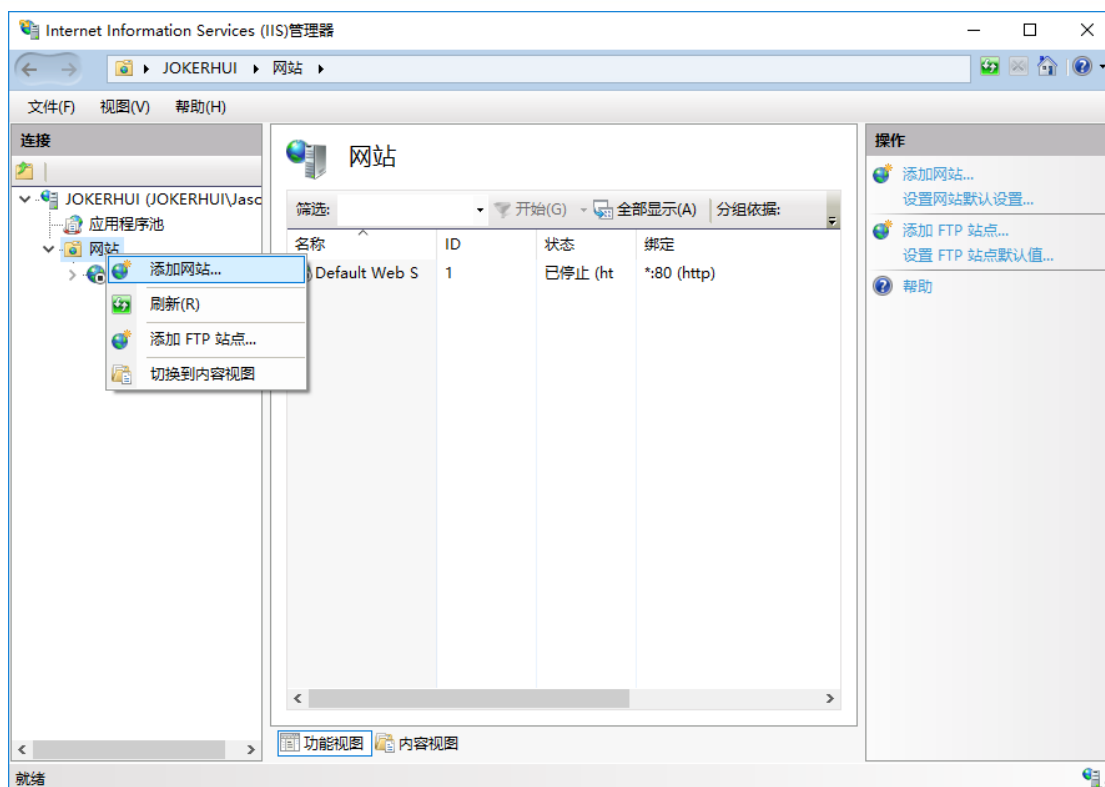 Internet Information Services (IIS)管理器
JOKERHUI 网站
文件(F) 视图(V) 帮助(H)
连接
JOKERHUI (JOKERHUI\Jasc
应用程序池
网站
添加网站...
刷新(R)
添加 FTP 站点...
切换到内容视图
网站
筛选: 开始(G) 全部显示(A) 分组依据:
名称 ID 状态 绑定
Default Web S 1 已停止 (ht *:80 (http)
功能视图 内容视图
操作
添加网站...
设置网站默认设置...
添加 FTP 站点...
设置 FTP 站点默认值...
帮助
就绪